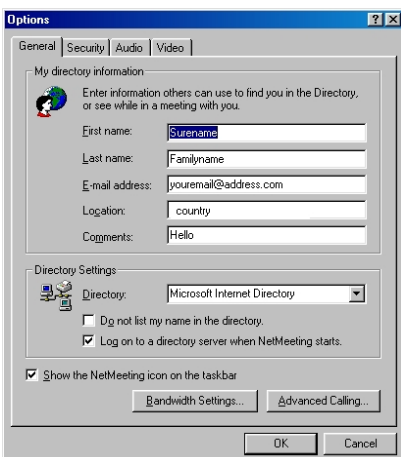 Options
General Security Audio Video
My directory information
Enter information others can use to find you in the Directory,
or see while in a meeting with you.
First name: Surename
Last name: Familyname
E-mail address: youremail@address.com
Location: country
Comments: Hello
Directory Settings
Directory: Microsoft Internet Directory
Do not list my name in the directory.
Log on to a directory server when NetMeeting starts.
Show the NetMeeting icon on the taskbar
Bandwidth Settings... Advanced Calling...
OK Cancel